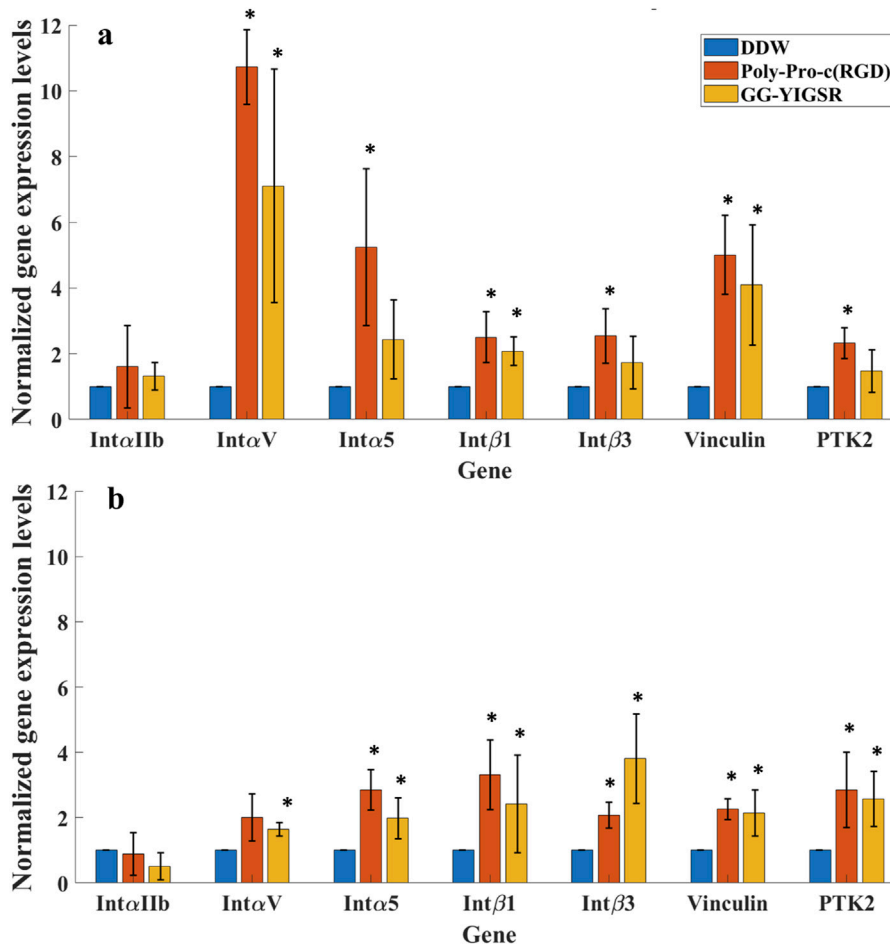 a
DDW
Poly-Pro-c(RGD)
GG-YIGSR
Normalized gene expression levels
12
10
8
6
4
2
0
* * * * * * * * * *
IntαIIb IntαV Intα5 Intβ1 Intβ3 Vinculin PTK2
Gene
b
Normalized gene expression levels
12
10
8
6
4
2
0
* * * * * * * * * * *
IntαIIb IntαV Intα5 Intβ1 Intβ3 Vinculin PTK2
Gene